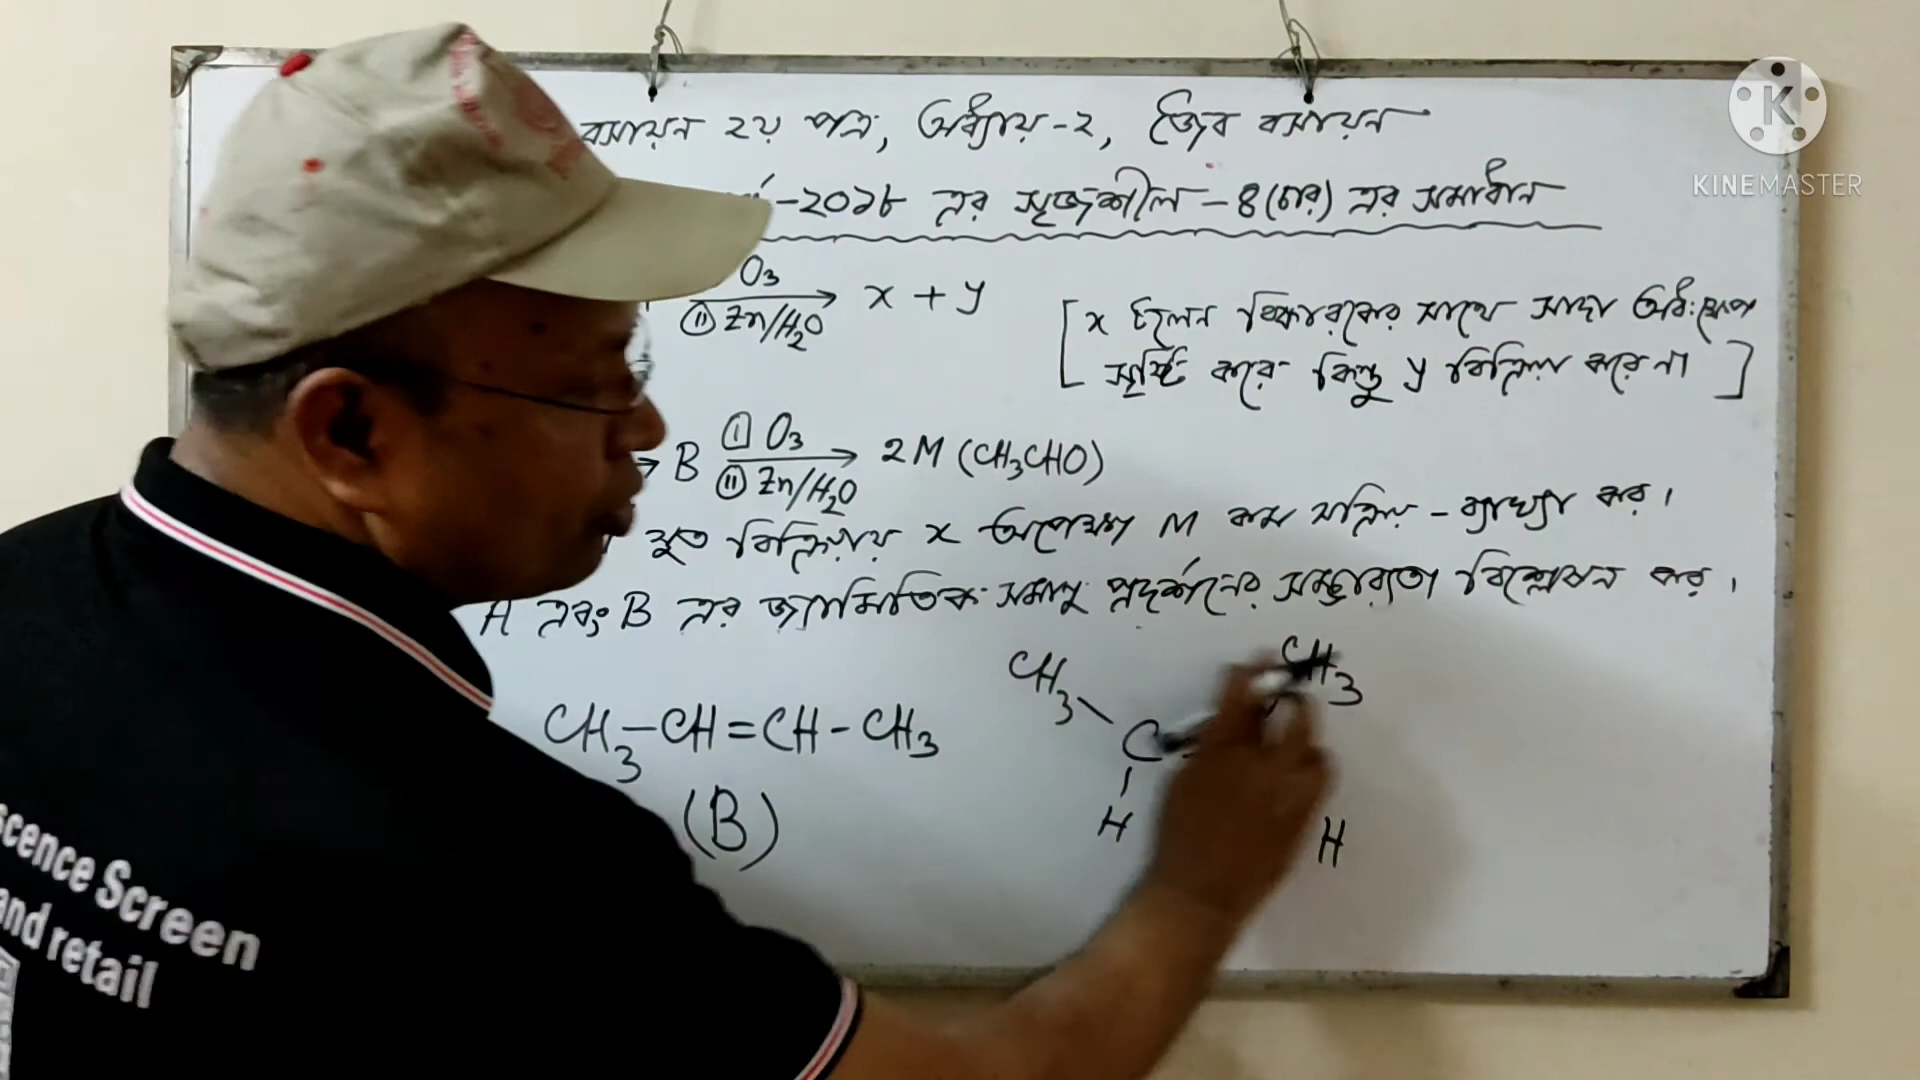 রসায়ন ২য় পত্র, অধ্যায়-২, জৈব রসায়ন
-২০১৮ এর সৃজনশীল - ৪(চার) এর সমাধান
KINEMASTER
O₃
ⅱ Zn/H₂O
x + y
[x টলেন বিকারকের সাথে সাদা অধঃক্ষেপ
সৃষ্টি করে কিন্তু y বিক্রিয়া করে না]
B
ⅰ O₃
ⅱ Zn/H₂O
2M (CH₃CHO)
বিক্রিয়ায় x অপেক্ষা M কম সক্রিয় - ব্যাখ্যা কর।
A এবং B এর জ্যামিতিক সমাণু প্রদর্শনের সম্ভাব্যতা বিশ্লেষণ কর।
CH₃-CH=CH-CH₃
(B)
CH₃
CH₃
C
H
H
scence Screen
and retail